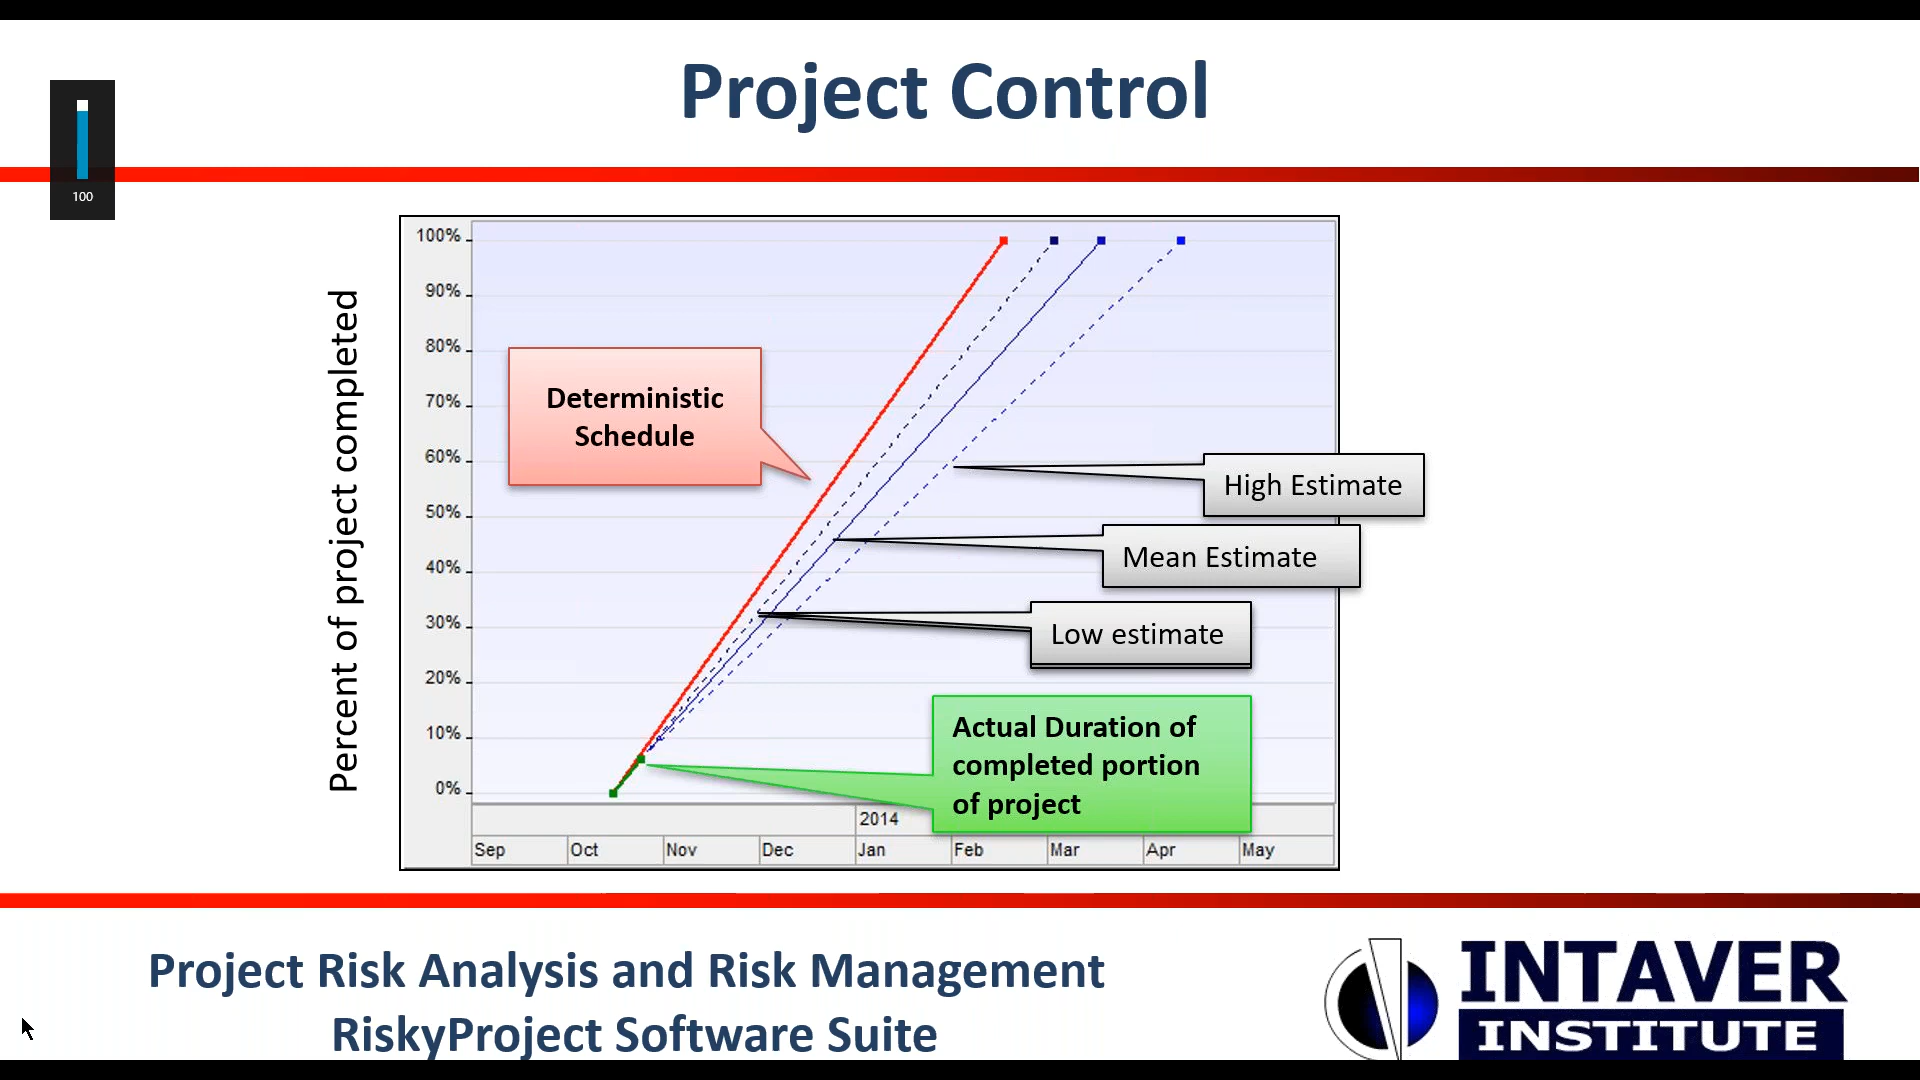 Project Control
100
Percent of project completed
100%
90%
80%
70%
60%
50%
40%
30%
20%
10%
0%
Deterministic
Schedule
High Estimate
Mean Estimate
Low estimate
Actual Duration of
completed portion
of project
2014
Sep Oct Nov Dec Jan Feb Mar Apr May
Project Risk Analysis and Risk Management
RiskyProject Software Suite
INTAVER
INSTITUTE